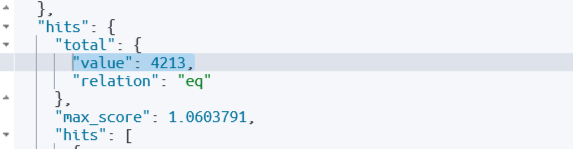 },
"hits": {
"total": {
"value": 4213,
"relation": "eq"
},
"max_score": 1.0603791,
"hits": [